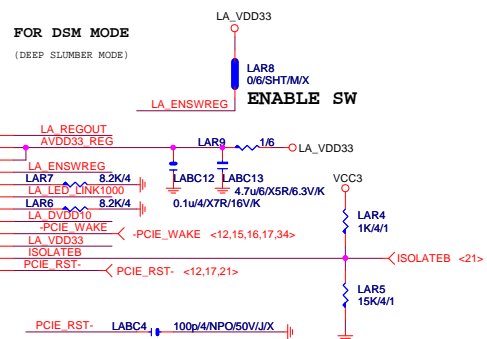 LA_VDD33
FOR DSM MODE
(DEEP SLUMBER MODE)
LAR8
0/6/SHT/M/X
LA_ENSWREG
ENABLE SW
LA_REGOUT
AVDD33_REG
LAR9 1/6
LA_VDD33
LA_ENSWREG
LAR7 8.2K/4
LABC12
LABC13
VCC3
LA_LED_LINK1000
4.7u/6/X5R/6.3V/K
0.1u/4/X7R/16V/K
LAR6 8.2K/4
LA_DVDD10
LAR4
1K/4/1
-PCIE_WAKE
-PCIE_WAKE <12,15,16,17,34>
LA_VDD33
ISOLATEB
ISOLATEB <21>
PCIE_RST-
PCIE_RST- <12,17,21>
LAR5
15K/4/1
PCIE_RST- LABC4 100p/4/NPO/50V/J/X